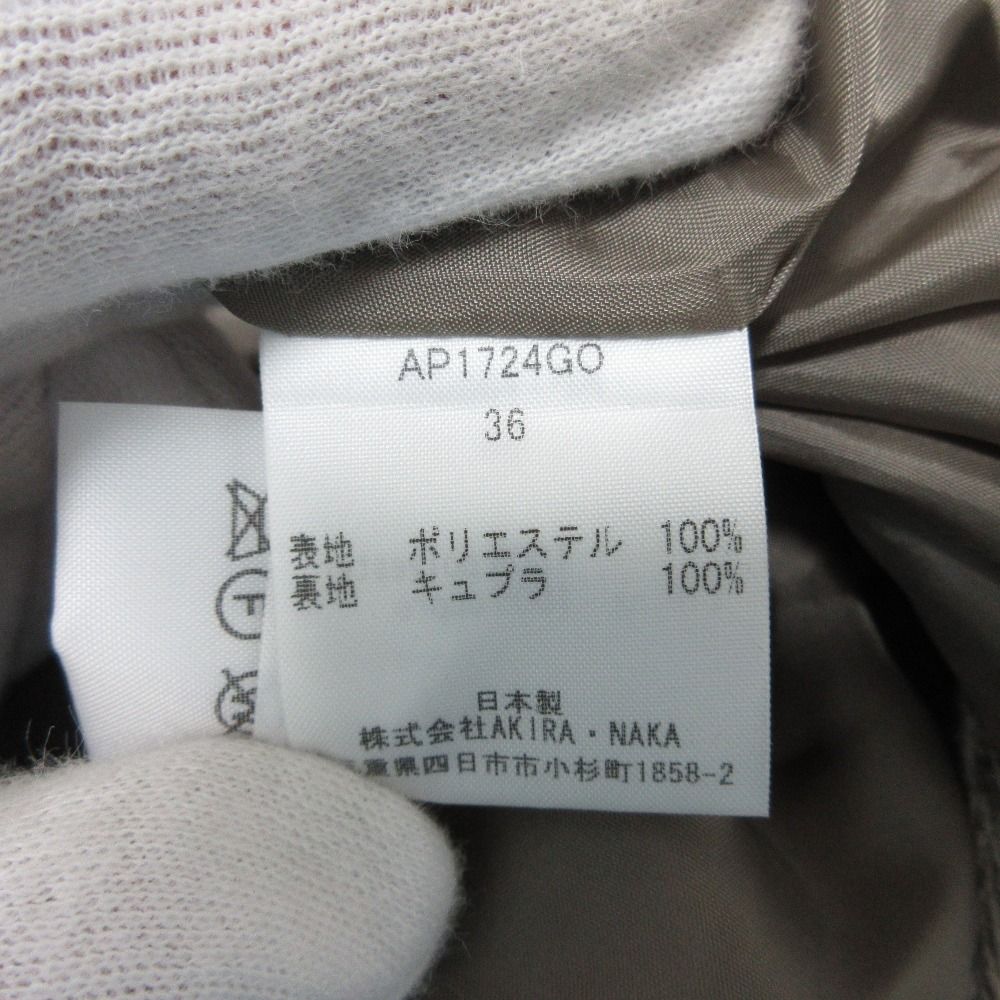 AP1724GO
36
表地 ポリエステル 100%
裏地 キュプラ 100%
日本製
株式会社AKIRA・NAKA
重県四日市市小杉町1858-2